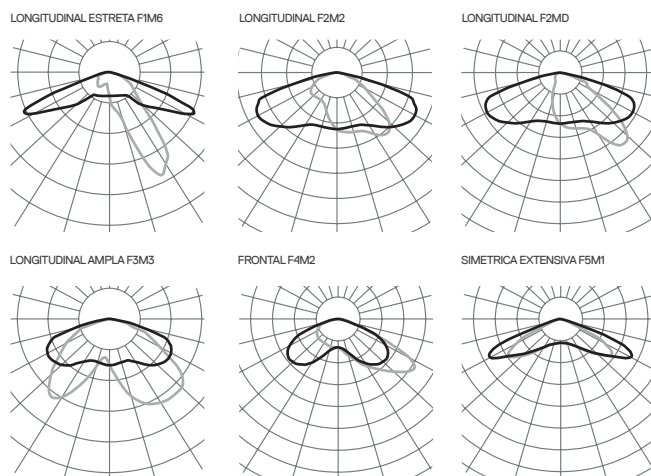 LONGITUDINAL ESTRETA F1M6
LONGITUDINAL F2M2
LONGITUDINAL F2MD
LONGITUDINAL AMPLA F3M3
FRONTAL F4M2
SIMETRICA EXTENSIVA F5M1